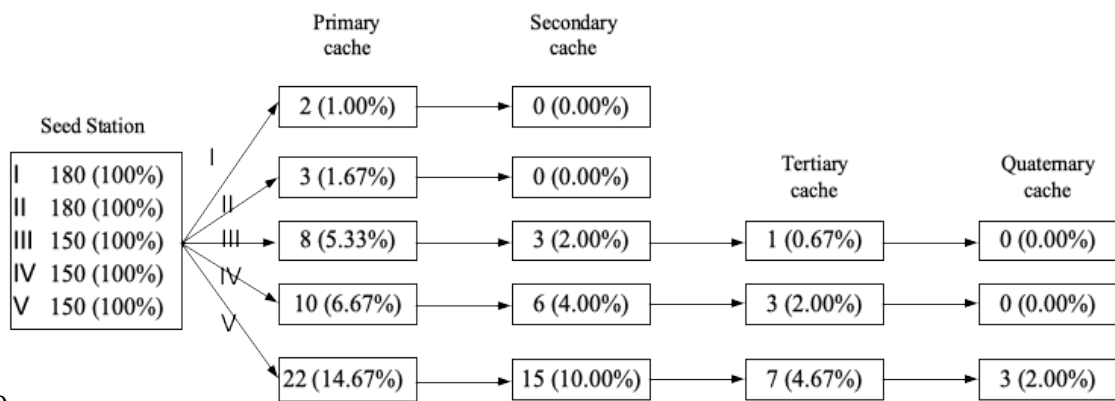 Primary
cache
Secondary
cache
2 (1.00%)
0 (0.00%)
Seed Station
I 180 (100%)
II 180 (100%)
III 150 (100%)
IV 150 (100%)
V 150 (100%)
I
II
III
IV
V
3 (1.67%)
0 (0.00%)
Tertiary
cache
Quaternary
cache
8 (5.33%)
3 (2.00%)
1 (0.67%)
0 (0.00%)
10 (6.67%)
6 (4.00%)
3 (2.00%)
0 (0.00%)
22 (14.67%)
15 (10.00%)
7 (4.67%)
3 (2.00%)